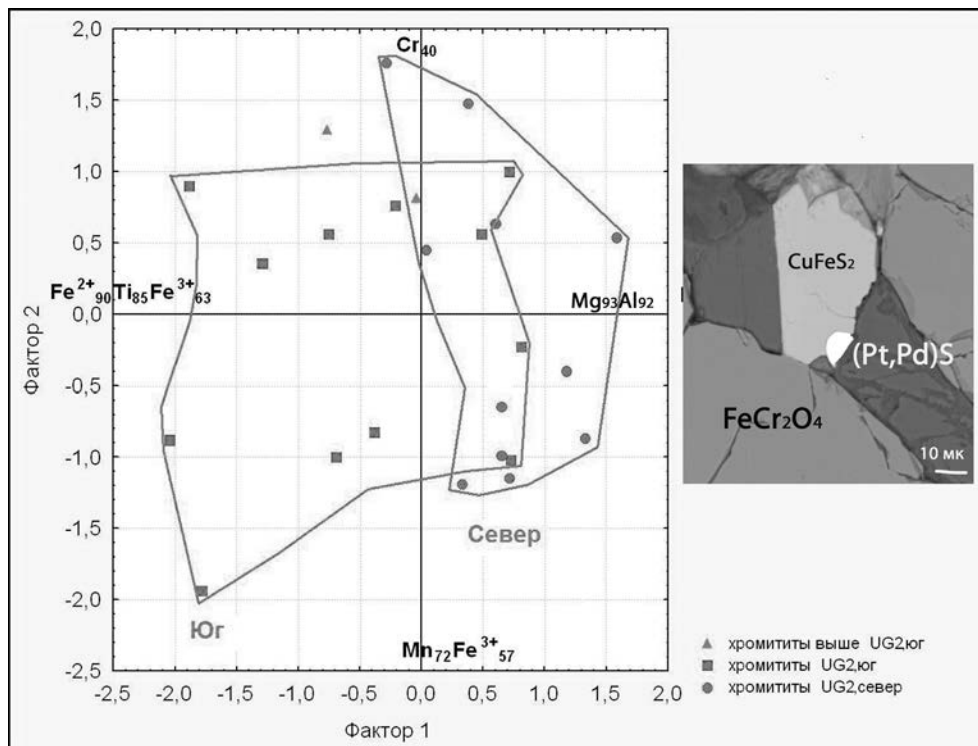 2,0
1,5
1,0
0,5
0,0
-0,5
-1,0
-1,5
-2,0
-2,5
Фактор 2
Cr40
Fe2+90Ti85Fe3+63
Mg93Al92
Mn72Fe3+57
Север
Юг
-2,5 -2,0 -1,5 -1,0 -0,5 0,0 0,5 1,0 1,5 2,0
Фактор 1
CuFeS2
(Pt,Pd)S
FeCr2O4
10 мк
хромититы выше UG2,юг
хромититы UG2,юг
хромититы UG2,север